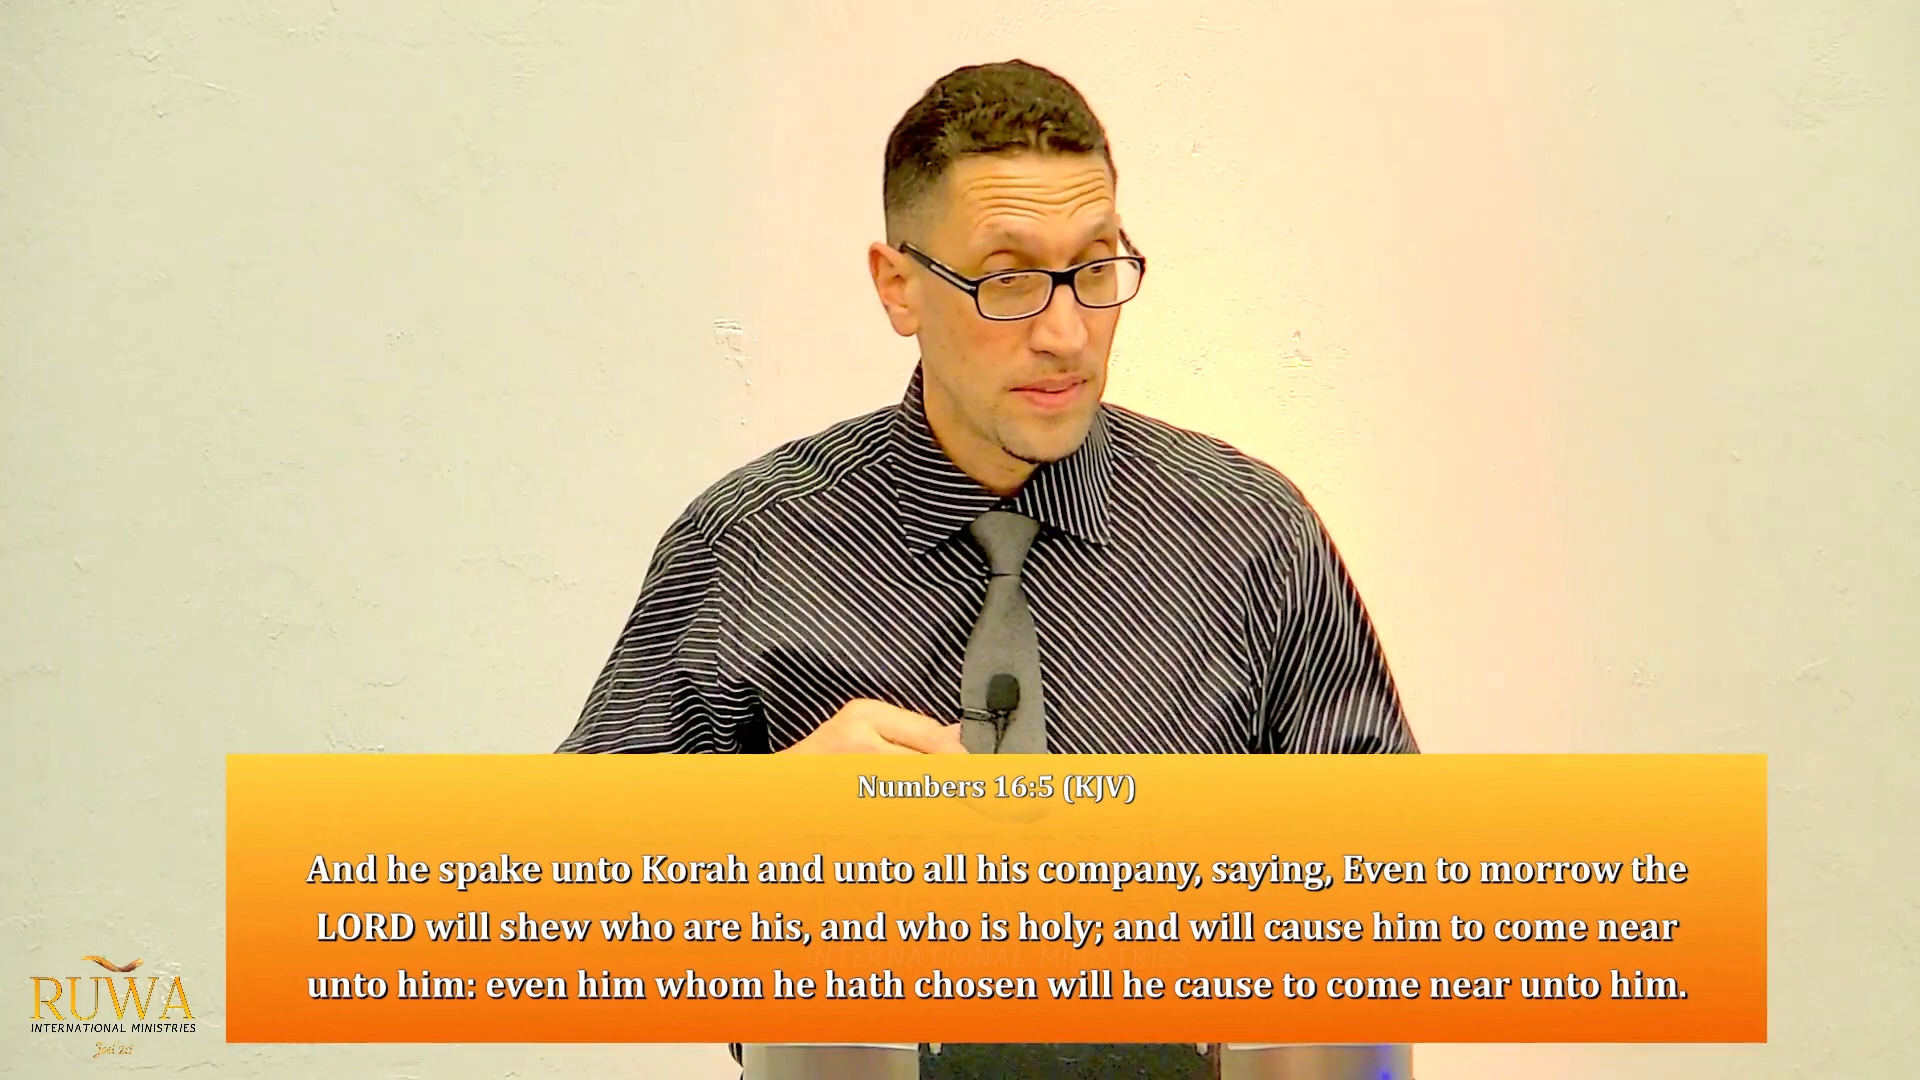 Numbers 16:5 (KJV)
And he spake unto Korah and unto all his company, saying, Even to morrow the
LORD will shew who are his, and who is holy; and will cause him to come near
unto him: even him whom he hath chosen will he cause to come near unto him.
RUWA
INTERNATIONAL MINISTRIES